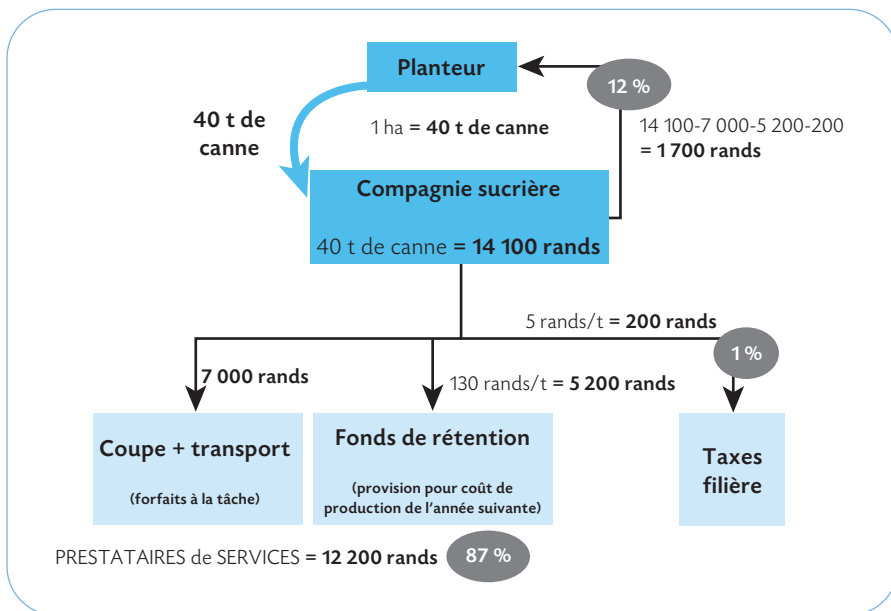 Planteur
12 %
40 t de
canne
1 ha = 40 t de canne
14 100-7 000-5 200-200
= 1 700 rands
Compagnie sucrière
40 t de canne = 14 100 rands
5 rands/t = 200 rands
1 %
7 000 rands
130 rands/t = 5 200 rands
Coupe + transport
(forfaits à la tâche)
Fonds de rétention
(provision pour coût de
production de l'année suivante)
Taxes
filière
PRESTATAIRES de SERVICES = 12 200 rands
87 %